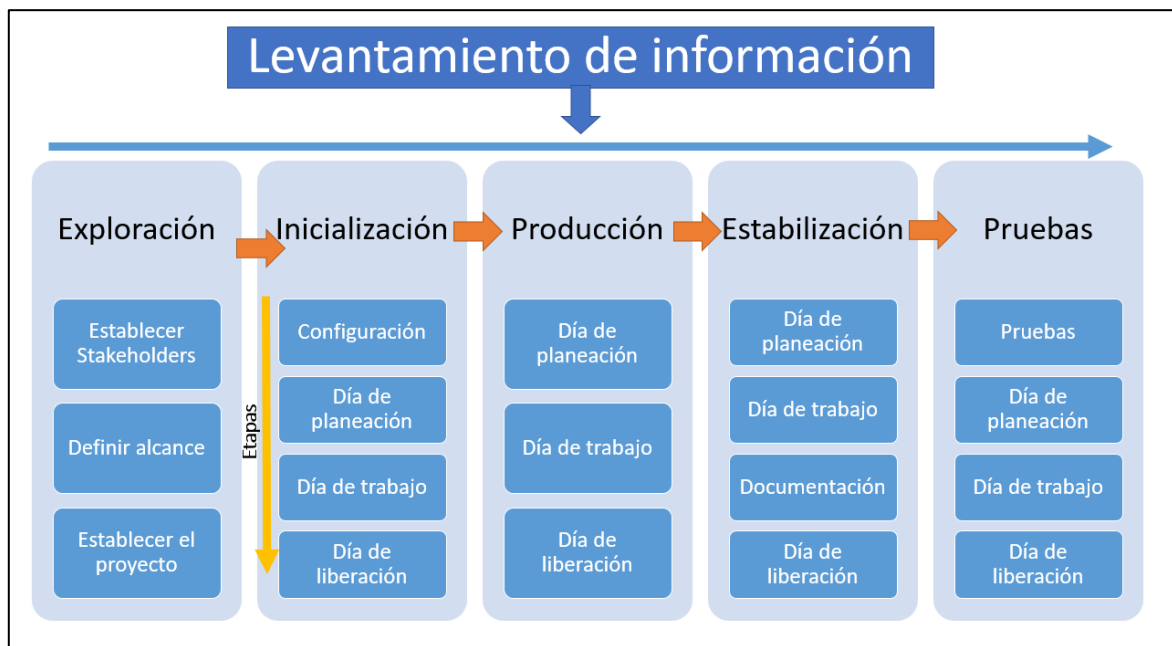 Levantamiento de información
Exploración
Establecer
Stakeholders
Definir alcance
Establecer el
proyecto
Etapas
Inicialización
Configuración
Día de
planeación
Día de trabajo
Día de
liberación
Producción
Día de
planeación
Día de trabajo
Día de
liberación
Estabilización
Día de
planeación
Día de trabajo
Documentación
Día de
liberación
Pruebas
Pruebas
Día de
planeación
Día de trabajo
Día de
liberación